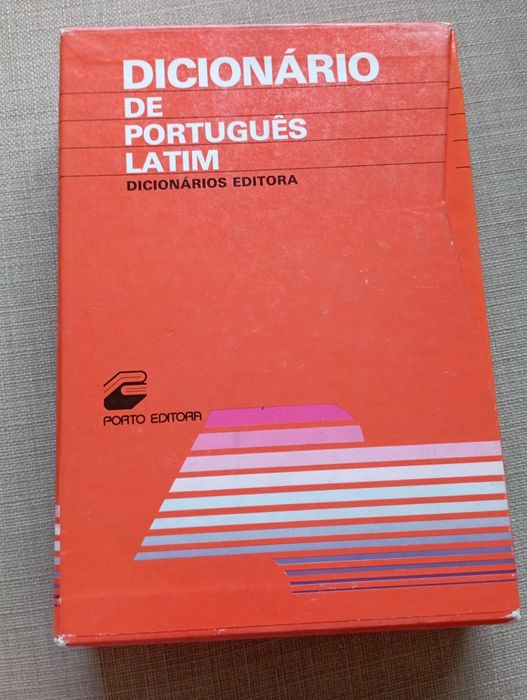 DICIONÁRIO
DE
PORTUGUÊS
LATIM
DICIONÁRIOS EDITORA
PORTO EDITORA